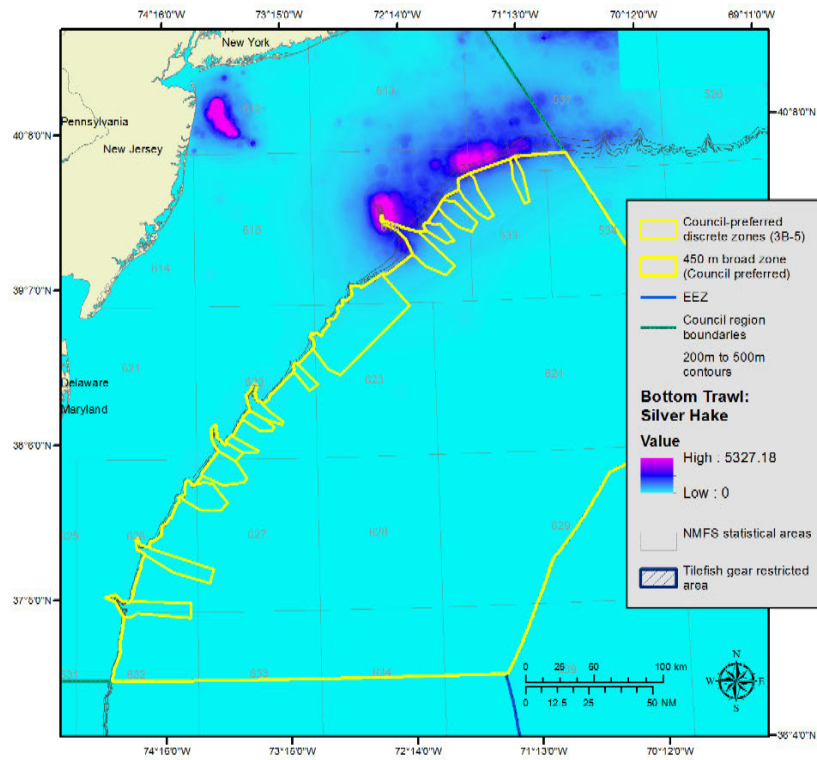 74°16'0"W 73°15'0"W 72°14'0"W 71°13'0"W 70°12'0"W 69°11'0"W
New York
Pennsylvania
New Jersey
40°8'0"N
40°8'0"N
612
613
537
526
615
614
533
39°7'0"N
621
622
623
624
Delaware
Maryland
38°6'0"N
625
626
627
628
629
37°5'0"N
631
632
633
634
36°4'0"N
Council-preferred
discrete zones (3B-5)
450 m broad zone
(Council preferred)
EEZ
Council region
boundaries
200m to 500m
contours
Bottom Trawl:
Silver Hake
Value
High : 5327.18
Low : 0
NMFS statistical areas
Tilefish gear restricted
area
0 25 50 100 km
0 12.5 25 50 NM
N
W E
S
74°16'0"W 73°15'0"W 72°14'0"W 71°13'0"W 70°12'0"W